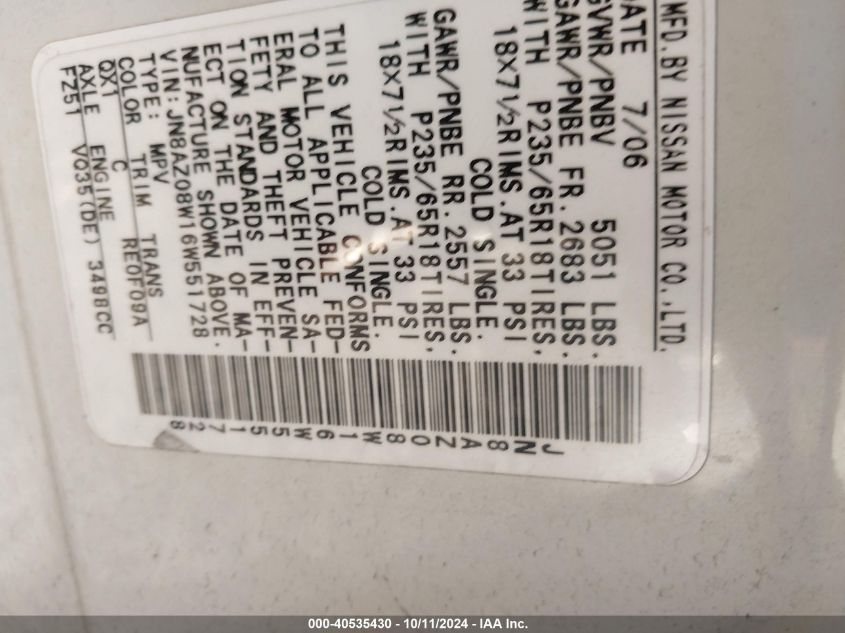 MFD.BY NISSAN MOTOR CO.,LTD.
DATE 7/06
GVWR/PNBV 5051 LBS.
GAWR/PNBE FR. 2683 LBS.
WITH P235/65R18TIRES,
18X7½RIMS.AT 33 PSI
COLD SINGLE.
GAWR/PNBE RR. 2557 LBS.
WITH P235/65R18TIRES,
18X7½RIMS.AT 33 PSI
COLD SINGLE.
THIS VEHICLE CONFORMS
TO ALL APPLICABLE FED-
ERAL MOTOR VEHICLE SA-
FETY AND THEFT PREVEN-
TION STANDARDS IN EFF-
ECT ON THE DATE OF MA-
NUFACTURE SHOWN ABOVE.
VIN:JN8AZ08W16W551728
TYPE: MPV
COLOR TRIM TRANS
QX1 C RE0F09A
AXLE ENGINE
FZ51 VQ35(DE) 3498CC
JN8AZ08W16W551728
000-40535430 - 10/11/2024 - IAA Inc.